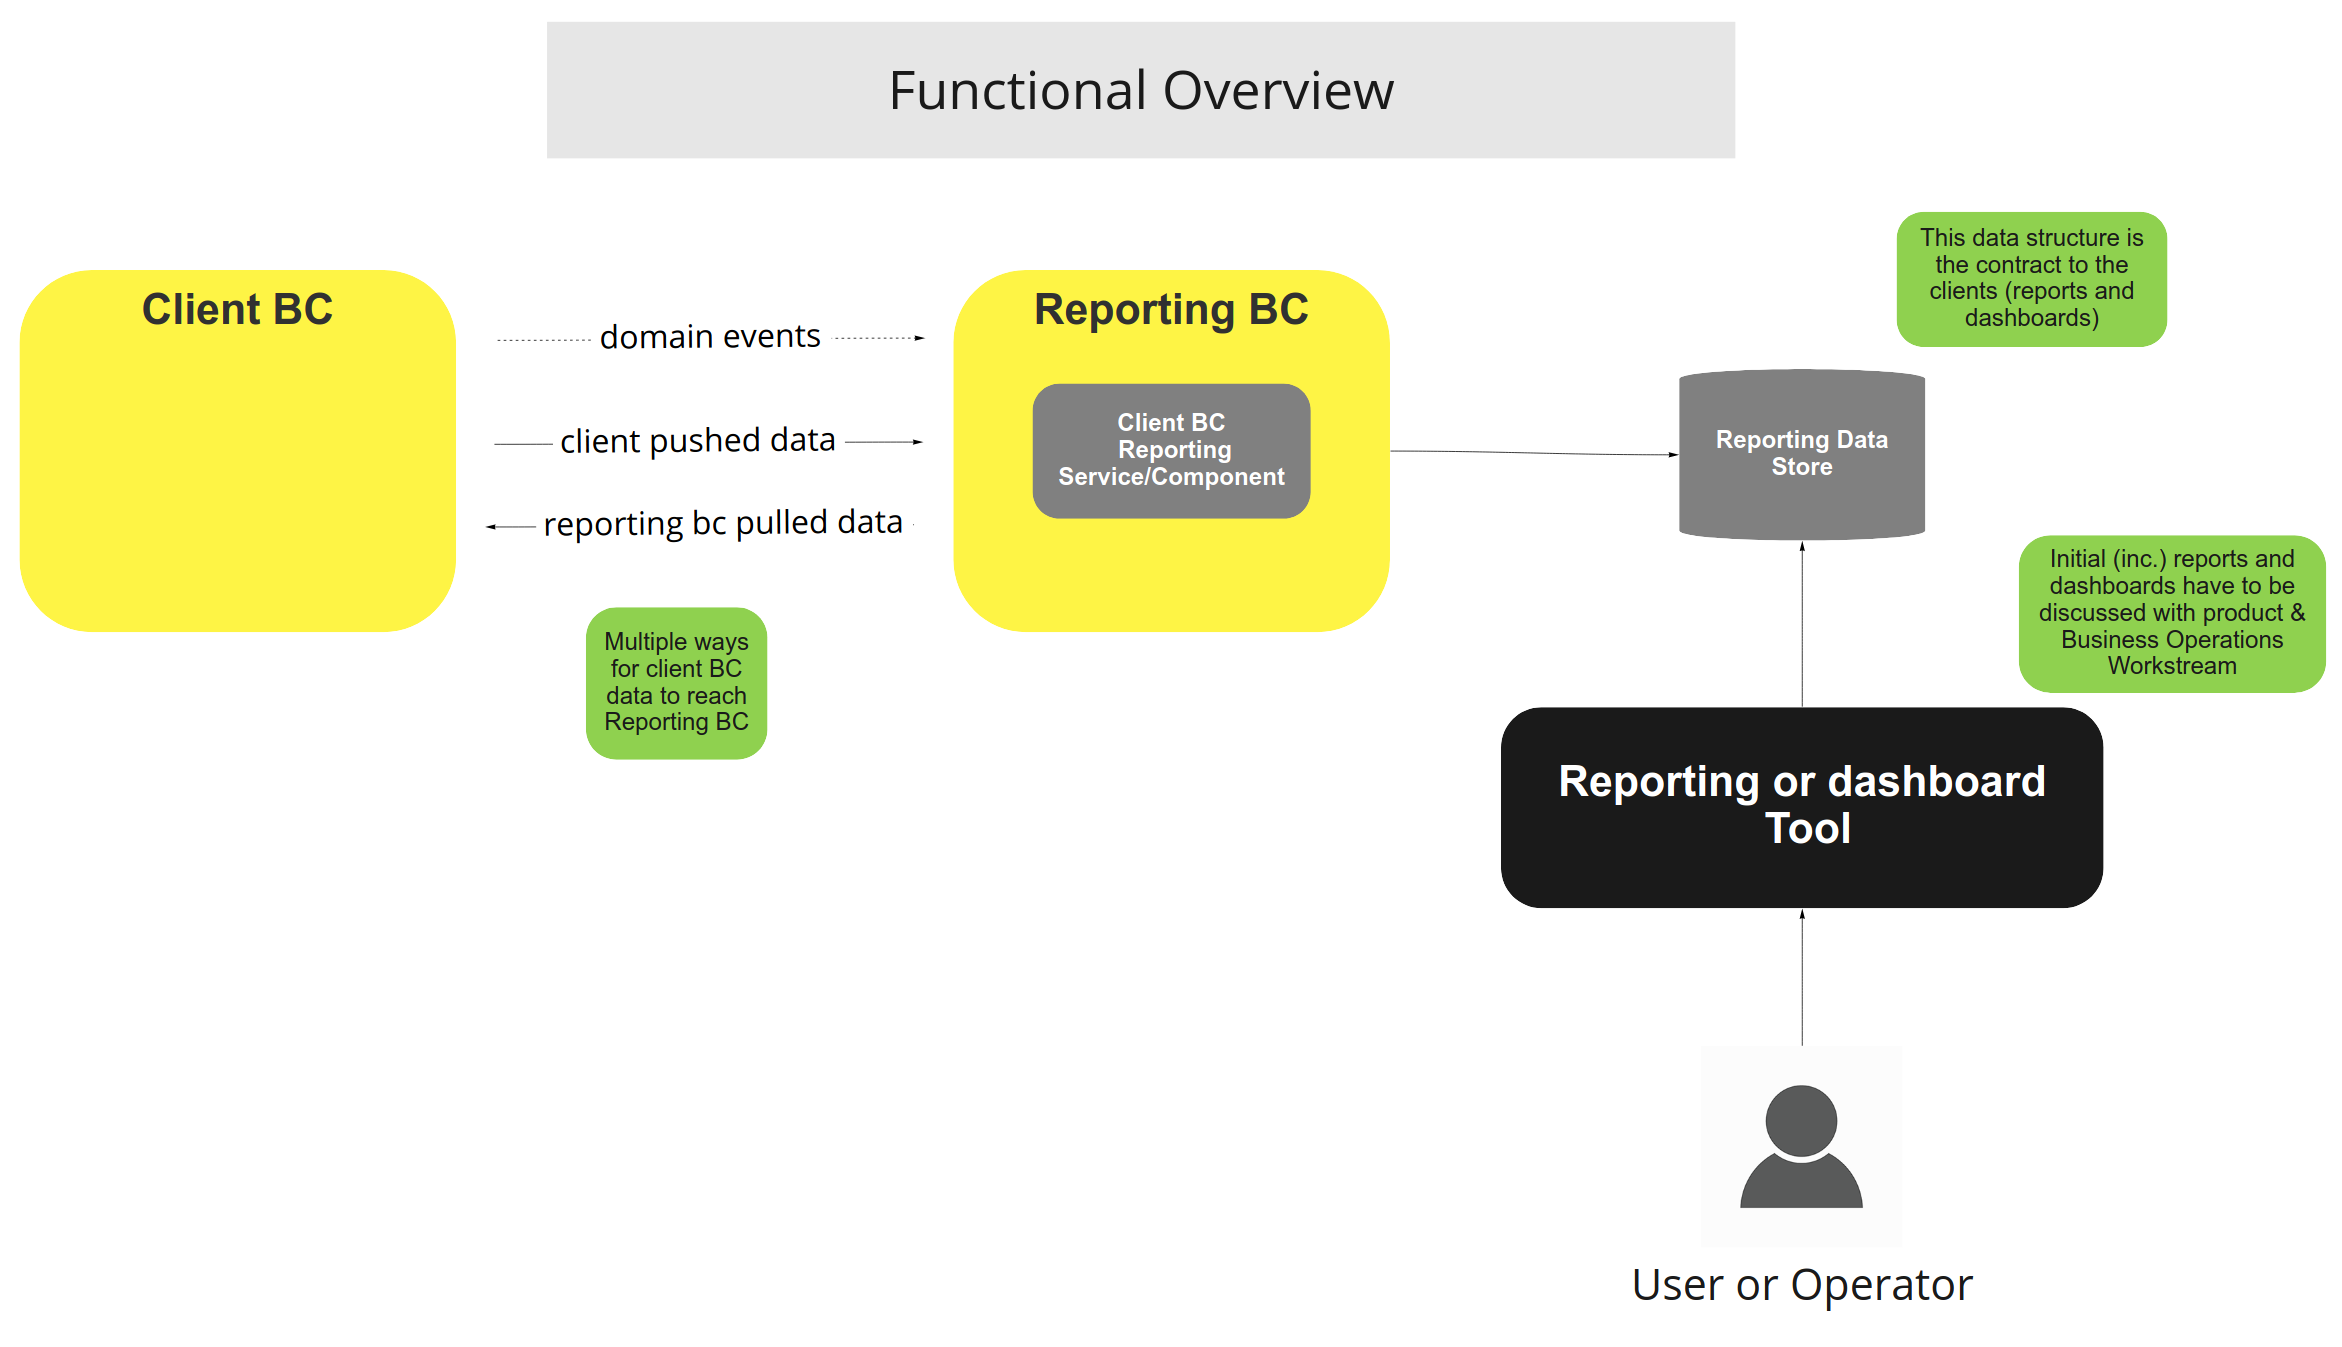 Functional Overview
This data structure is
the contract to the
clients (reports and
dashboards)
Client BC
domain events
client pushed data
reporting bc pulled data
Multiple ways
for client BC
data to reach
Reporting BC
Reporting BC
Client BC
Reporting
Service/Component
Reporting Data
Store
Initial (inc.) reports and
dashboards have to be
discussed with product &
Business Operations
Workstream
Reporting or dashboard
Tool
User or Operator